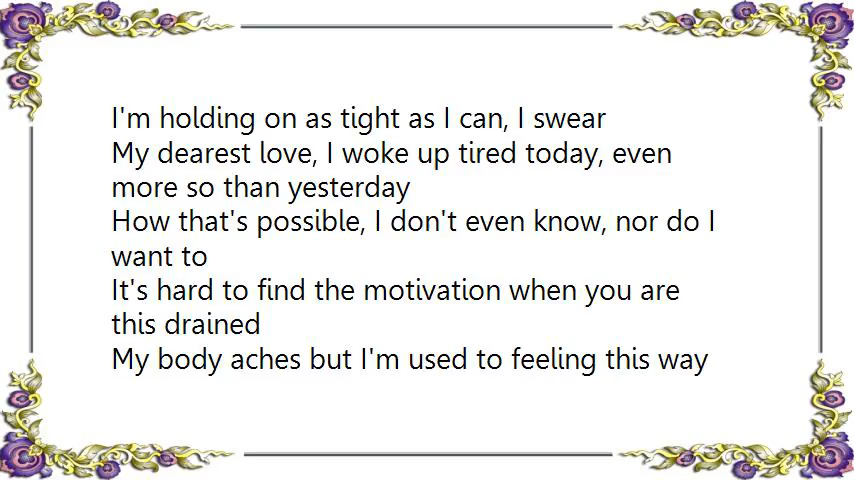 I'm holding on as tight as I can, I swear
My dearest love, I woke up tired today, even
more so than yesterday
How that's possible, I don't even know, nor do I
want to
It's hard to find the motivation when you are
this drained
My body aches but I'm used to feeling this way